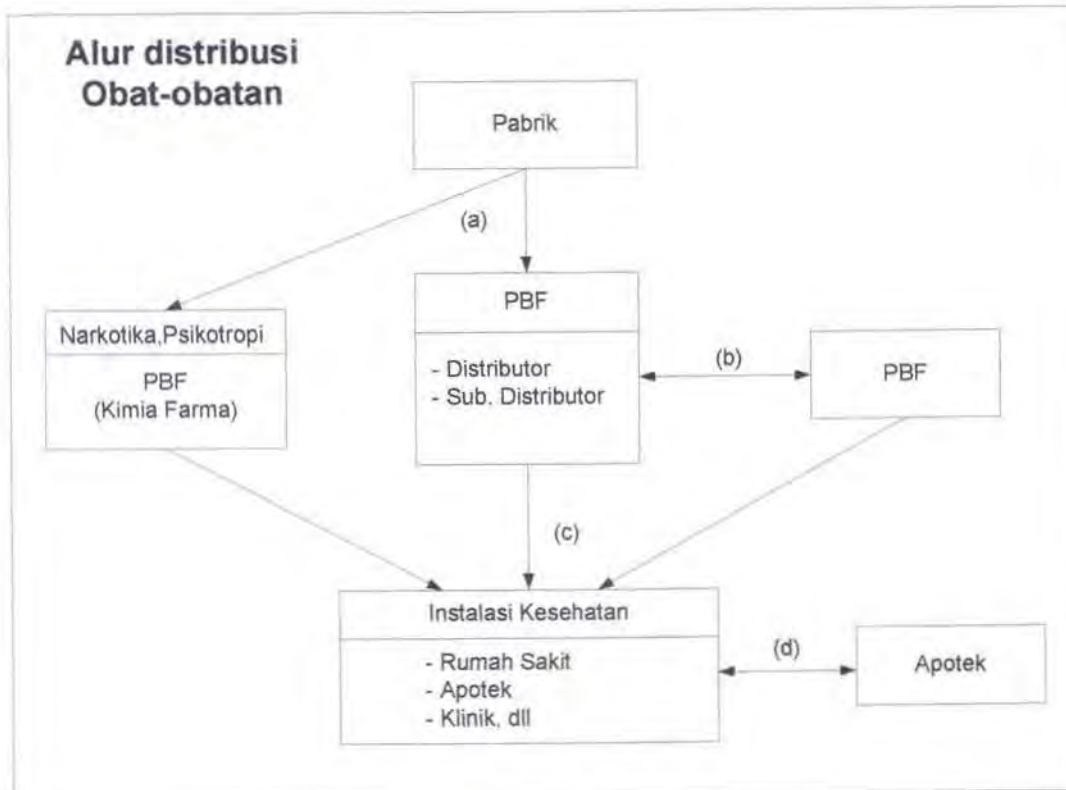 Alur distribusi
Obat-obatan
Pabrik
(a)
Narkotika,Psikotropi
PBF
(Kimia Farma)
PBF
- Distributor
- Sub. Distributor
(b)
PBF
(c)
Instalasi Kesehatan
- Rumah Sakit
- Apotek
- Klinik, dll
(d)
Apotek